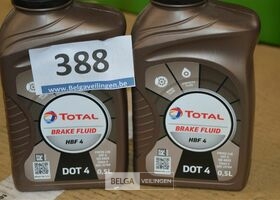 388
www.Belgaveilingen.be
TOTAL
BRAKE FLUID
HBF 4
DOT 4
0,5L
TOTAL
BRAKE FLUID
HBF 4
DOT 4
0,5L
BELGA VEILINGEN